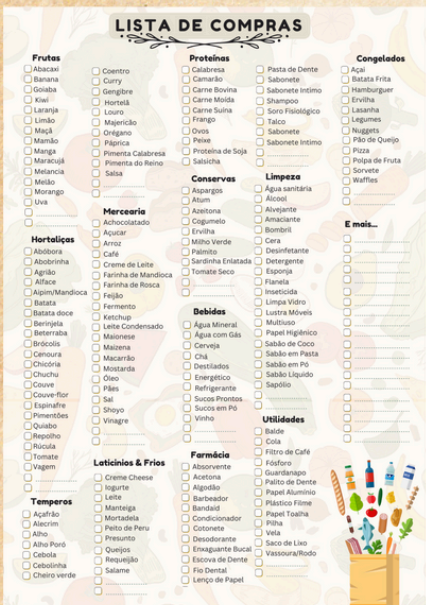 LISTA DE COMPRAS
Frutas
Abacaxi
Banana
Goiaba
Kiwi
Laranja
Limão
Maçã
Mamão
Manga
Maracujá
Melancia
Melão
Morango
Uva
Hortaliças
Abóbora
Abobrinha
Agrião
Alface
Aipim/Mandioca
Batata
Batata doce
Berinjela
Beterraba
Brócolis
Cenoura
Chicória
Chuchu
Couve
Couve-flor
Espinafre
Pimentões
Quiabo
Repolho
Rúcula
Tomate
Vagem
Temperos
Açafrão
Alecrim
Alho
Alho Poró
Cebola
Cebolinha
Cheiro verde
Coentro
Curry
Gengibre
Hortelã
Louro
Majericão
Orégano
Páprica
Pimenta Calabresa
Pimenta do Reino
Salsa
Mercearia
Achocolatado
Açucar
Arroz
Café
Creme de Leite
Farinha de Mandioca
Farinha de Rosca
Feijão
Fermento
Ketchup
Leite Condensado
Maionese
Maizena
Macarrão
Mostarda
Óleo
Pães
Sal
Shoyo
Vinagre
Laticinios & Frios
Creme Cheese
Iogurte
Leite
Manteiga
Mortadela
Peito de Peru
Presunto
Queijos
Requeijão
Salame
Proteínas
Calabresa
Camarão
Carne Bovina
Carne Moída
Carne Suína
Frango
Ovos
Peixe
Proteína de Soja
Salsicha
Conservas
Aspargos
Atum
Azeitona
Cogumelo
Ervilha
Milho Verde
Palmito
Sardinha Enlatada
Tomate Seco
Bebidas
Água Mineral
Água com Gás
Cerveja
Chá
Destilados
Energético
Refrigerante
Sucos Prontos
Sucos em Pó
Vinho
Farmácia
Absorvente
Acetona
Algodão
Barbeador
Bandaid
Condicionador
Cotonete
Desodorante
Enxaguante Bucal
Escova de Dente
Fio Dental
Lenço de Papel
Pasta de Dente
Sabonete
Sabonete Intimo
Shampoo
Soro Fisiológico
Talco
Sabonete
Sabonete Intimo
Limpeza
Água sanitária
Álcool
Alvejante
Amaciante
Bombril
Cera
Desinfetante
Detergente
Esponja
Flanela
Inseticida
Limpa Vidro
Lustra Móveis
Multiuso
Papel Higiênico
Sabão de Coco
Sabão em Pasta
Sabão em Pó
Sabão Líquido
Sapólio
Utilidades
Balde
Cola
Filtro de Café
Fósforo
Guardanapo
Palito de Dente
Papel Alumínio
Plástico Filme
Papel Toalha
Pilha
Vela
Saco de Lixo
Vassoura/Rodo
Congelados
Açai
Batata Frita
Hamburguer
Ervilha
Lasanha
Legumes
Nuggets
Pão de Queijo
Pizza
Polpa de Fruta
Sorvete
Waffles
E mais...